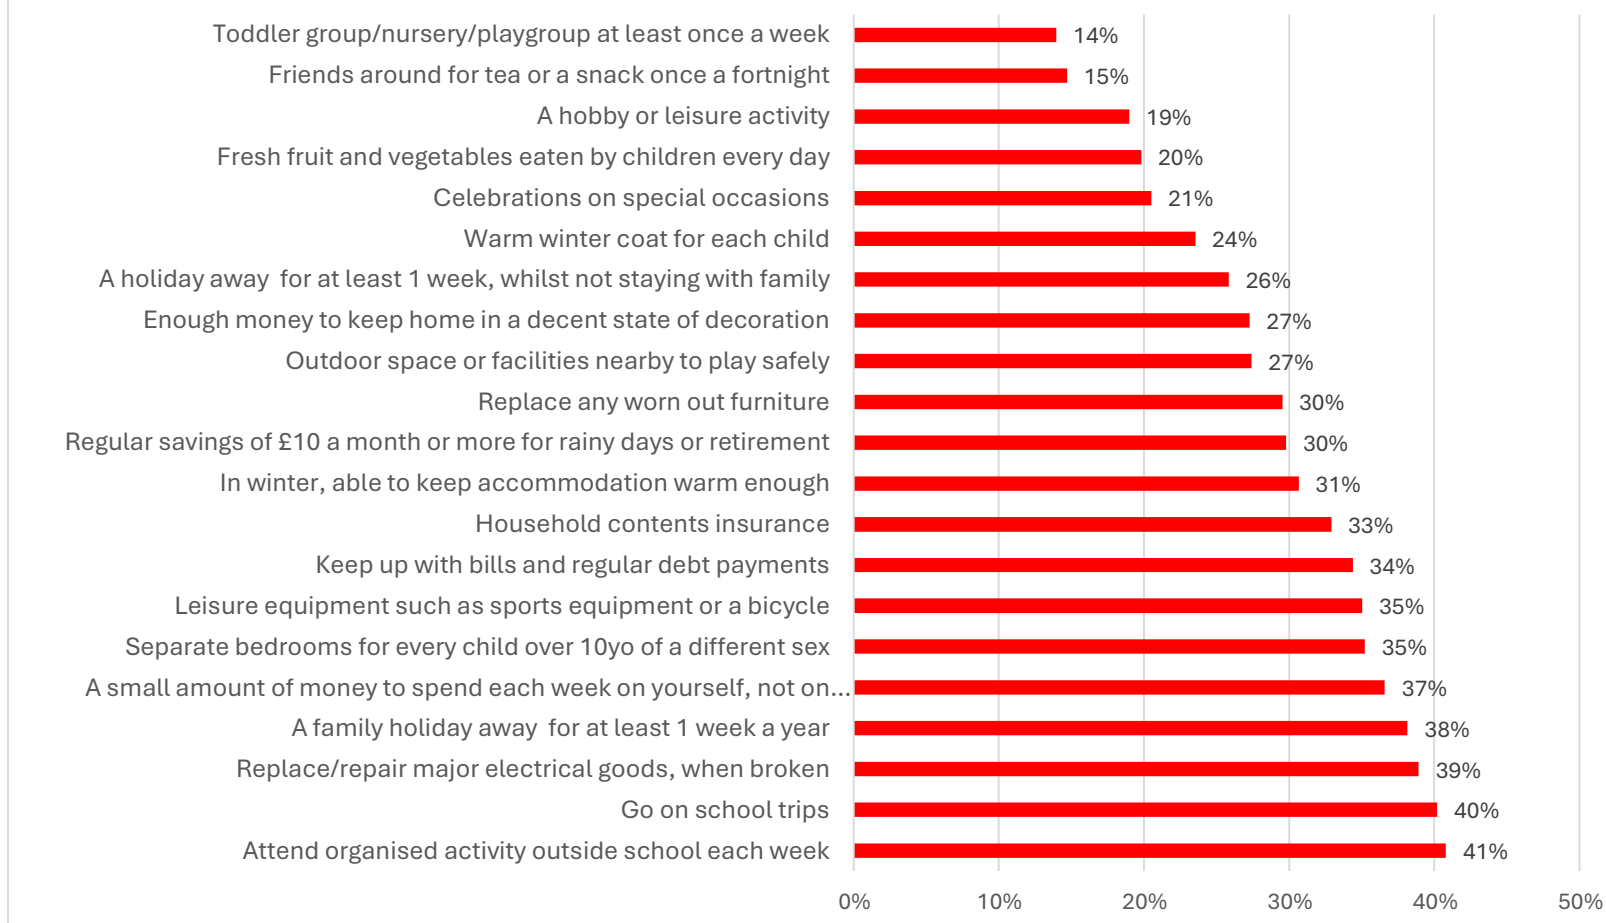 Toddler group/nursery/playgroup at least once a week 14%
Friends around for tea or a snack once a fortnight 15%
A hobby or leisure activity 19%
Fresh fruit and vegetables eaten by children every day 20%
Celebrations on special occasions 21%
Warm winter coat for each child 24%
A holiday away  for at least 1 week, whilst not staying with family 26%
Enough money to keep home in a decent state of decoration 27%
Outdoor space or facilities nearby to play safely 27%
Replace any worn out furniture 30%
Regular savings of £10 a month or more for rainy days or retirement 30%
In winter, able to keep accommodation warm enough 31%
Household contents insurance 33%
Keep up with bills and regular debt payments 34%
Leisure equipment such as sports equipment or a bicycle 35%
Separate bedrooms for every child over 10yo of a different sex 35%
A small amount of money to spend each week on yourself, not on... 37%
A family holiday away  for at least 1 week a year 38%
Replace/repair major electrical goods, when broken 39%
Go on school trips 40%
Attend organised activity outside school each week 41%
0% 10% 20% 30% 40% 50%